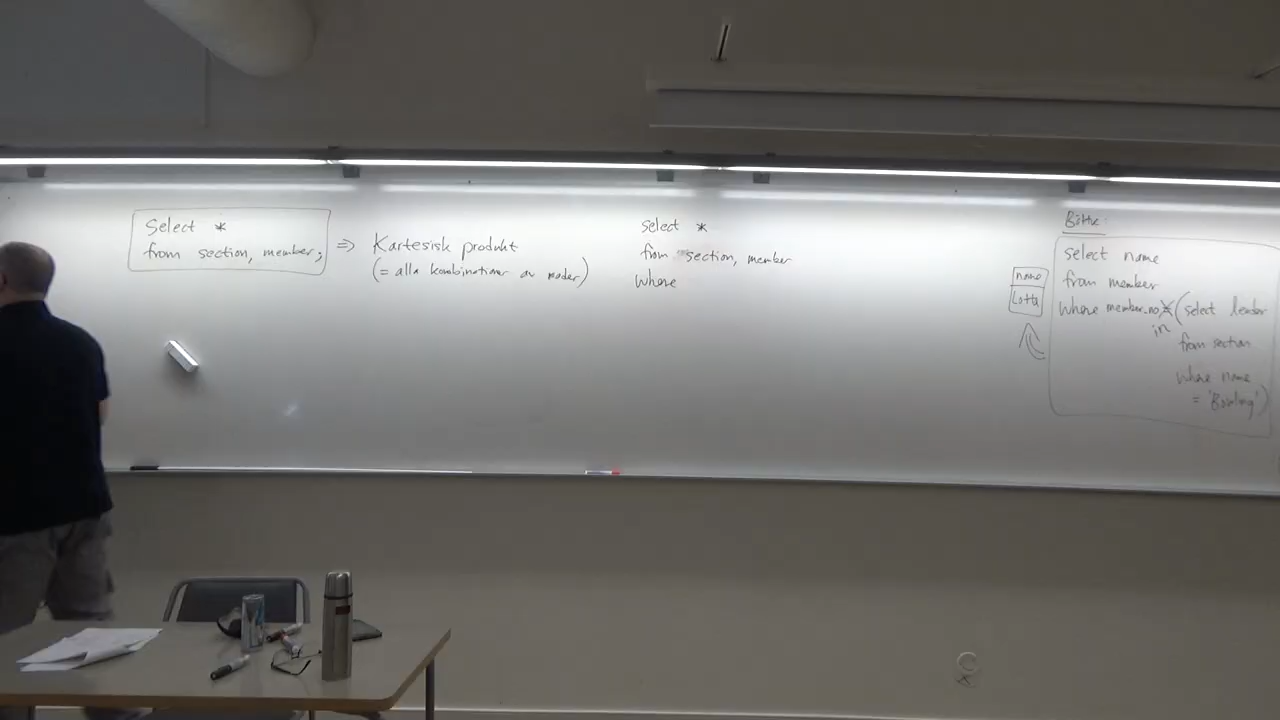 Select *
from section, member;
⇒ Kartesisk produkt
(= alla kombinationer av rader)
select *
from section, member
where
Bättre:
select name
from member
where member.no in (select leader
from section
where name
= 'Bowling')
name
Lotta